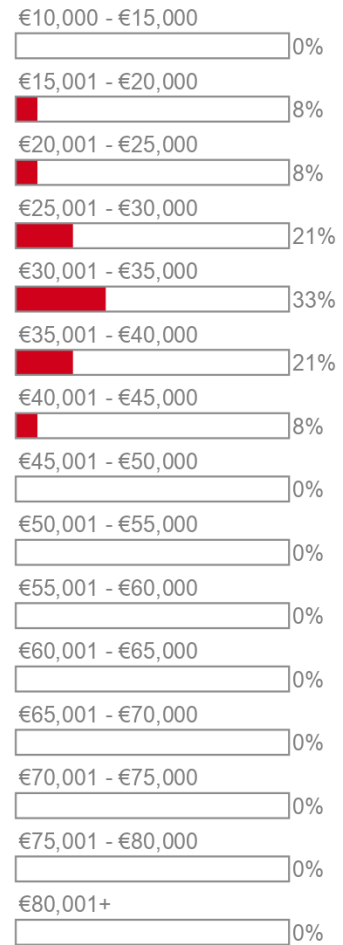 €10,000 - €15,000
0%
€15,001 - €20,000
8%
€20,001 - €25,000
8%
€25,001 - €30,000
21%
€30,001 - €35,000
33%
€35,001 - €40,000
21%
€40,001 - €45,000
8%
€45,001 - €50,000
0%
€50,001 - €55,000
0%
€55,001 - €60,000
0%
€60,001 - €65,000
0%
€65,001 - €70,000
0%
€70,001 - €75,000
0%
€75,001 - €80,000
0%
€80,001+
0%